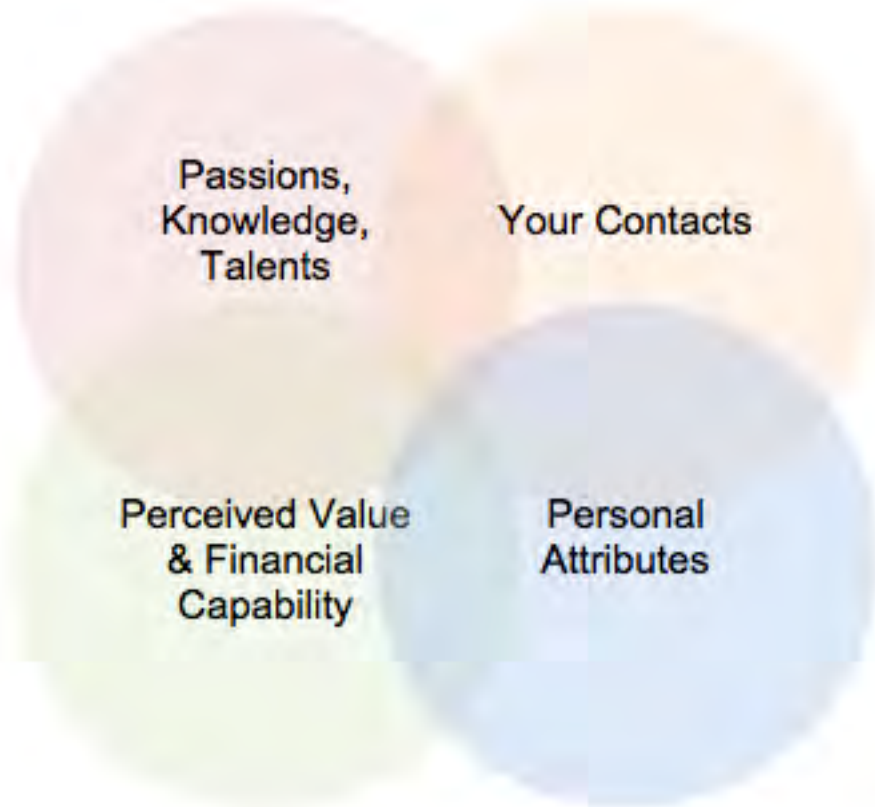 Passions,
Knowledge,
Talents
Your Contacts
Perceived Value
& Financial
Capability
Personal
Attributes